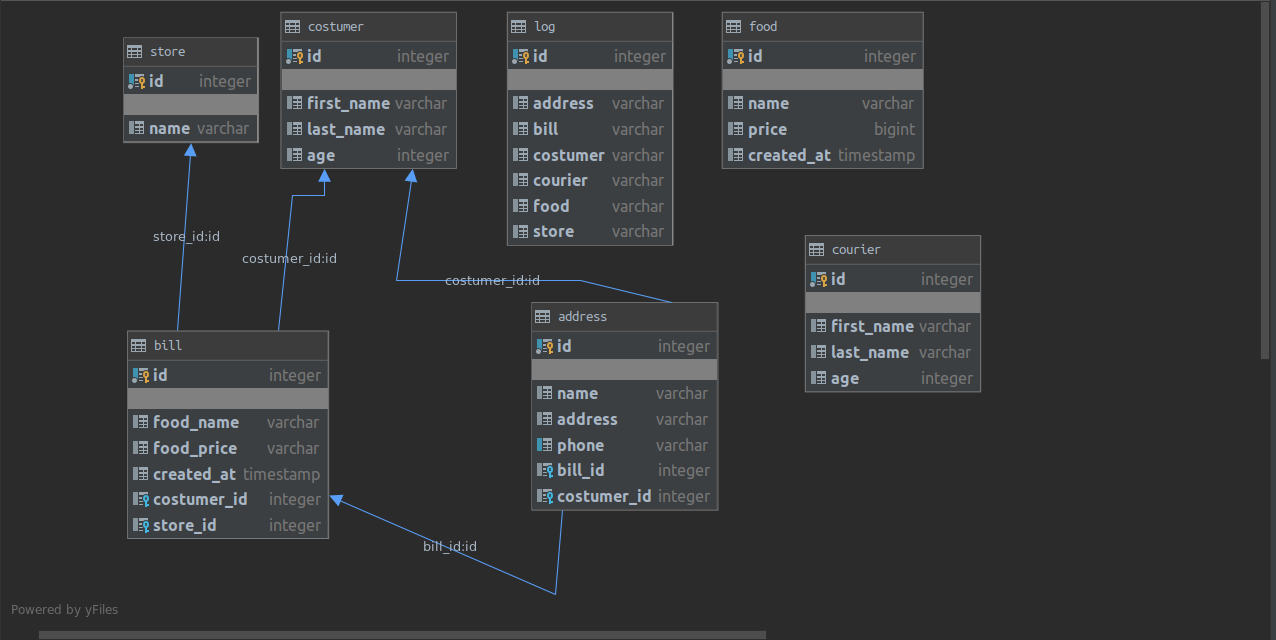 store
id integer
name varchar
costumer
id integer
first_name varchar
last_name varchar
age integer
log
id integer
address varchar
bill varchar
costumer varchar
courier varchar
food varchar
store varchar
food
id integer
name varchar
price bigint
created_at timestamp
store_id:id
costumer_id:id
costumer_id:id
courier
id integer
first_name varchar
last_name varchar
age integer
bill
id integer
food_name varchar
food_price varchar
created_at timestamp
costumer_id integer
store_id integer
address
id integer
name varchar
address varchar
phone varchar
bill_id integer
costumer_id integer
bill_id:id
Powered by yFiles